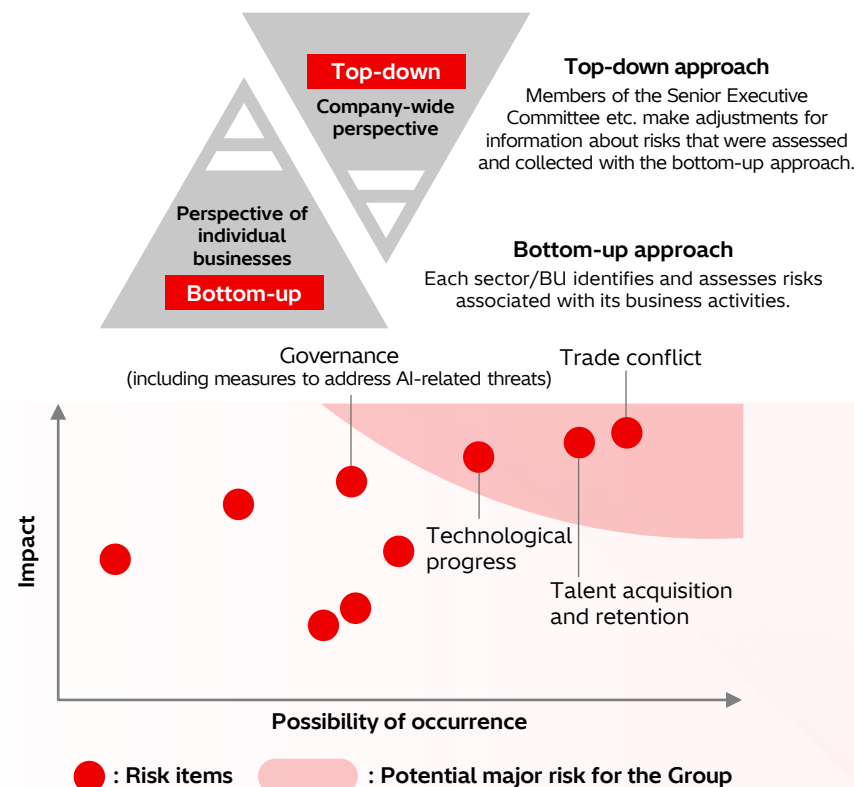 Top-down
Company-wide
perspective
Top-down approach
Members of the Senior Executive
Committee etc. make adjustments for
information about risks that were assessed
and collected with the bottom-up approach.
Perspective of
individual
businesses
Bottom-up
Bottom-up approach
Each sector/BU identifies and assesses risks
associated with its business activities.
Governance
(including measures to address AI-related threats)
Trade conflict
Impact
Technological
progress
Talent acquisition
and retention
Possibility of occurrence
: Risk items
: Potential major risk for the Group